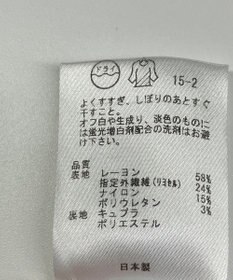 ドライ
15-2
よくすすぎ、しぼりのあとすぐ
干すこと。
オフ白や生成り、淡色のものに
は蛍光増白剤配合の洗剤はお避
け下さい。
品質
表地 レーヨン 58%
指定外繊維(リヨセル) 24%
ナイロン 15%
ポリウレタン 3%
裏地 キュプラ
ポリエステル
日本製